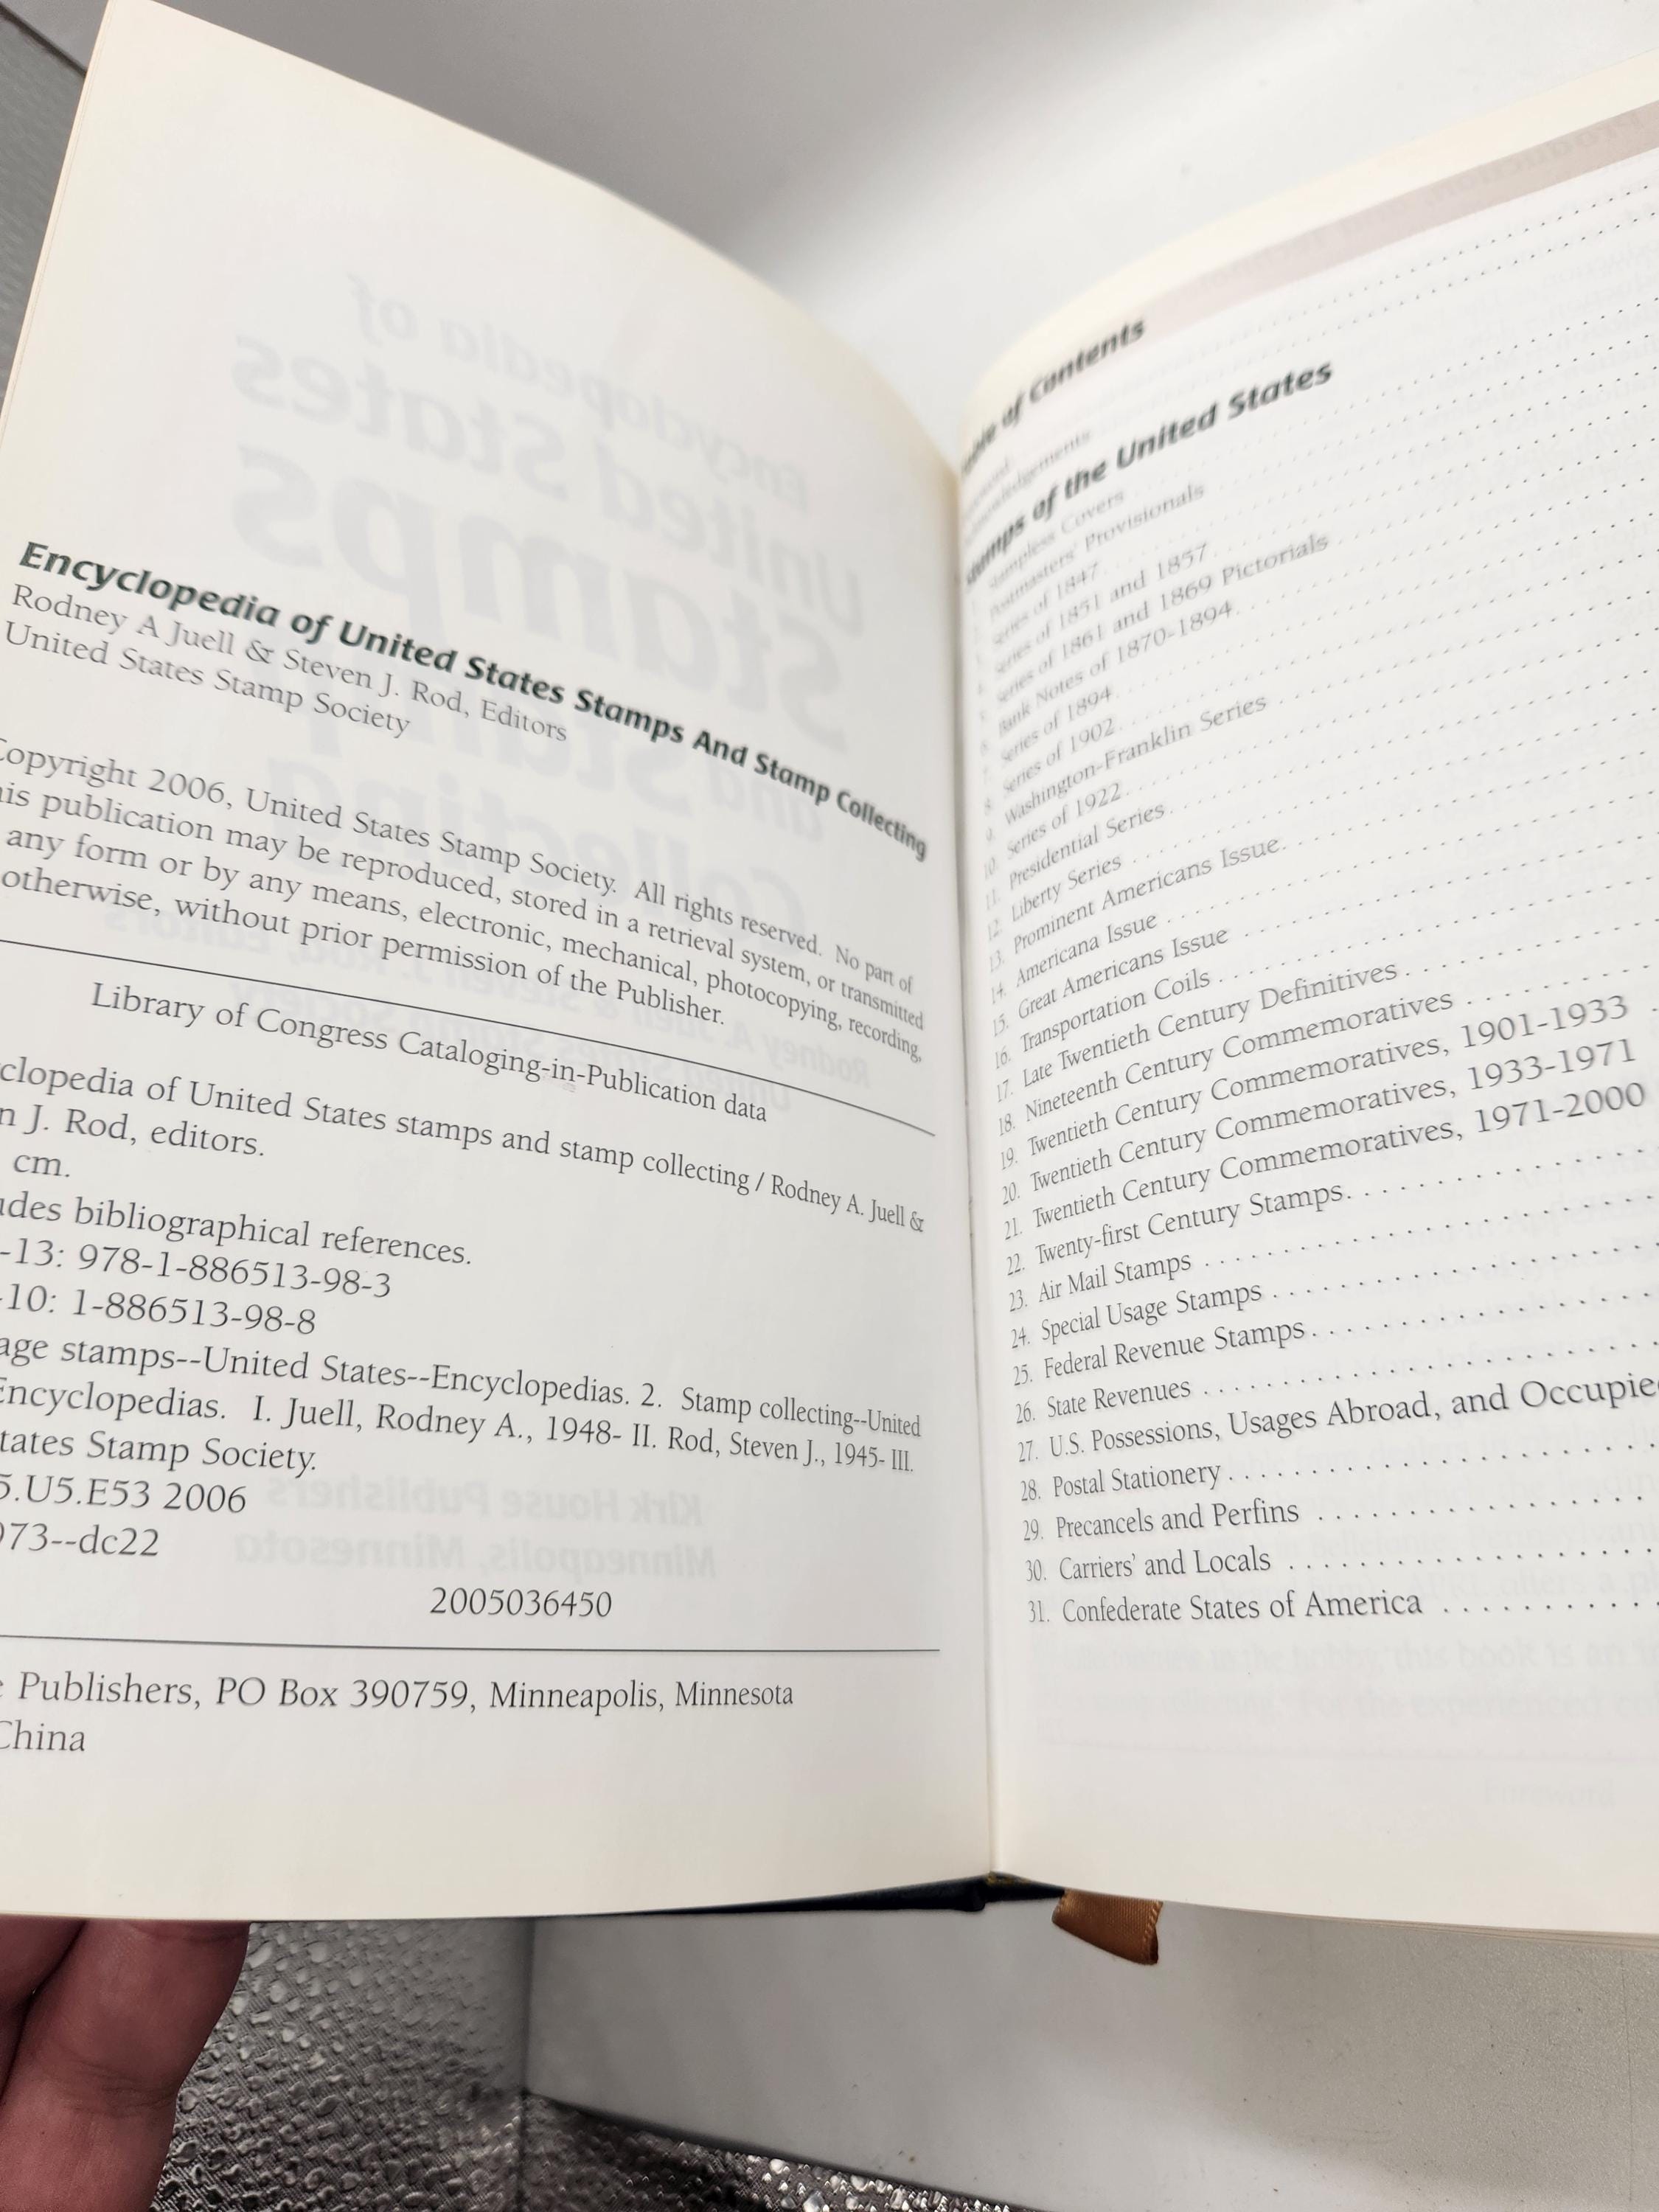 Encyclopedia of United States Stamps And Stamp Collecting
Rodney A Juell & Steven J. Rod, Editors
United States Stamp Society
Copyright 2006, United States Stamp Society. All rights reserved. No part of
his publication may be reproduced, stored in a retrieval system, or transmitted
any form or by any means, electronic, mechanical, photocopying, recording,
otherwise, without prior permission of the Publisher.
Library of Congress Cataloging-in-Publication data
clopedia of United States stamps and stamp collecting / Rodney A. Juell &
n J. Rod, editors.
cm.
udes bibliographical references.
-13: 978-1-886513-98-3
-10: 1-886513-98-8
age stamps--United States--Encyclopedias. 2. Stamp collecting--United
Encyclopedias. I. Juell, Rodney A., 1948- II. Rod, Steven J., 1945- III.
tates Stamp Society.
5.U5.E53 2006
973--dc22
2005036450
e Publishers, PO Box 390759, Minneapolis, Minnesota
China
Table of Contents
Stamps of the United States
Stampless Covers
Postmasters' Provisionals
Series of 1847
Series of 1851 and 1857
Series of 1861 and 1869 Pictorials
6. Bank Notes of 1870-1894
7. Series of 1894
8. Series of 1902
9. Washington-Franklin Series
10. Series of 1922
11. Presidential Series
12. Liberty Series
13. Prominent Americans Issue
14. Americana Issue
15. Great Americans Issue
16. Transportation Coils
17. Late Twentieth Century Definitives
18. Nineteenth Century Commemoratives
19. Twentieth Century Commemoratives, 1901-1933
20. Twentieth Century Commemoratives, 1933-1971
21. Twentieth Century Commemoratives, 1971-2000
22. Twenty-first Century Stamps
23. Air Mail Stamps
24. Special Usage Stamps
25. Federal Revenue Stamps
26. State Revenues
27. U.S. Possessions, Usages Abroad, and Occupie
28. Postal Stationery
29. Precancels and Perfins
30. Carriers' and Locals
31. Confederate States of America